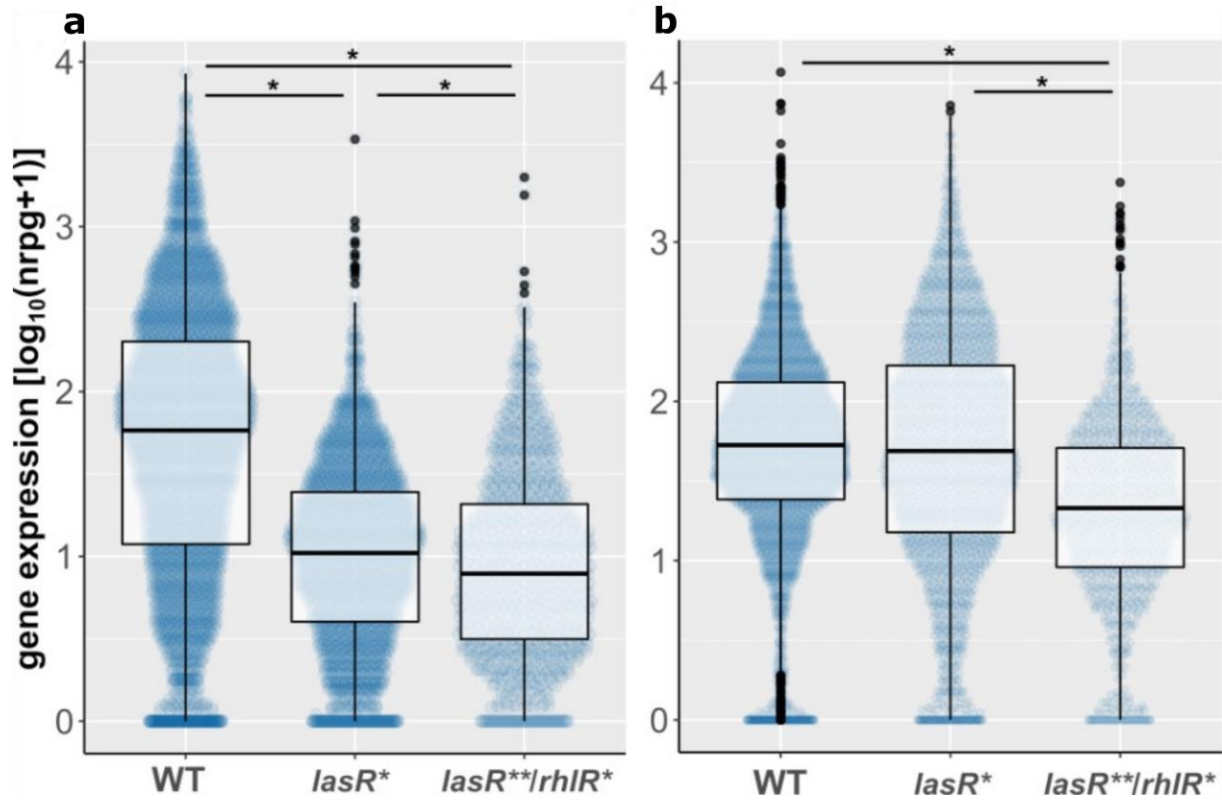 a
b
gene expression [log₁₀(nrpg+1)]
4
3
2
1
0
*
*
*
WT
lasR*
lasR**/rhlR*
4
3
2
1
0
*
*
WT
lasR*
lasR**/rhlR*